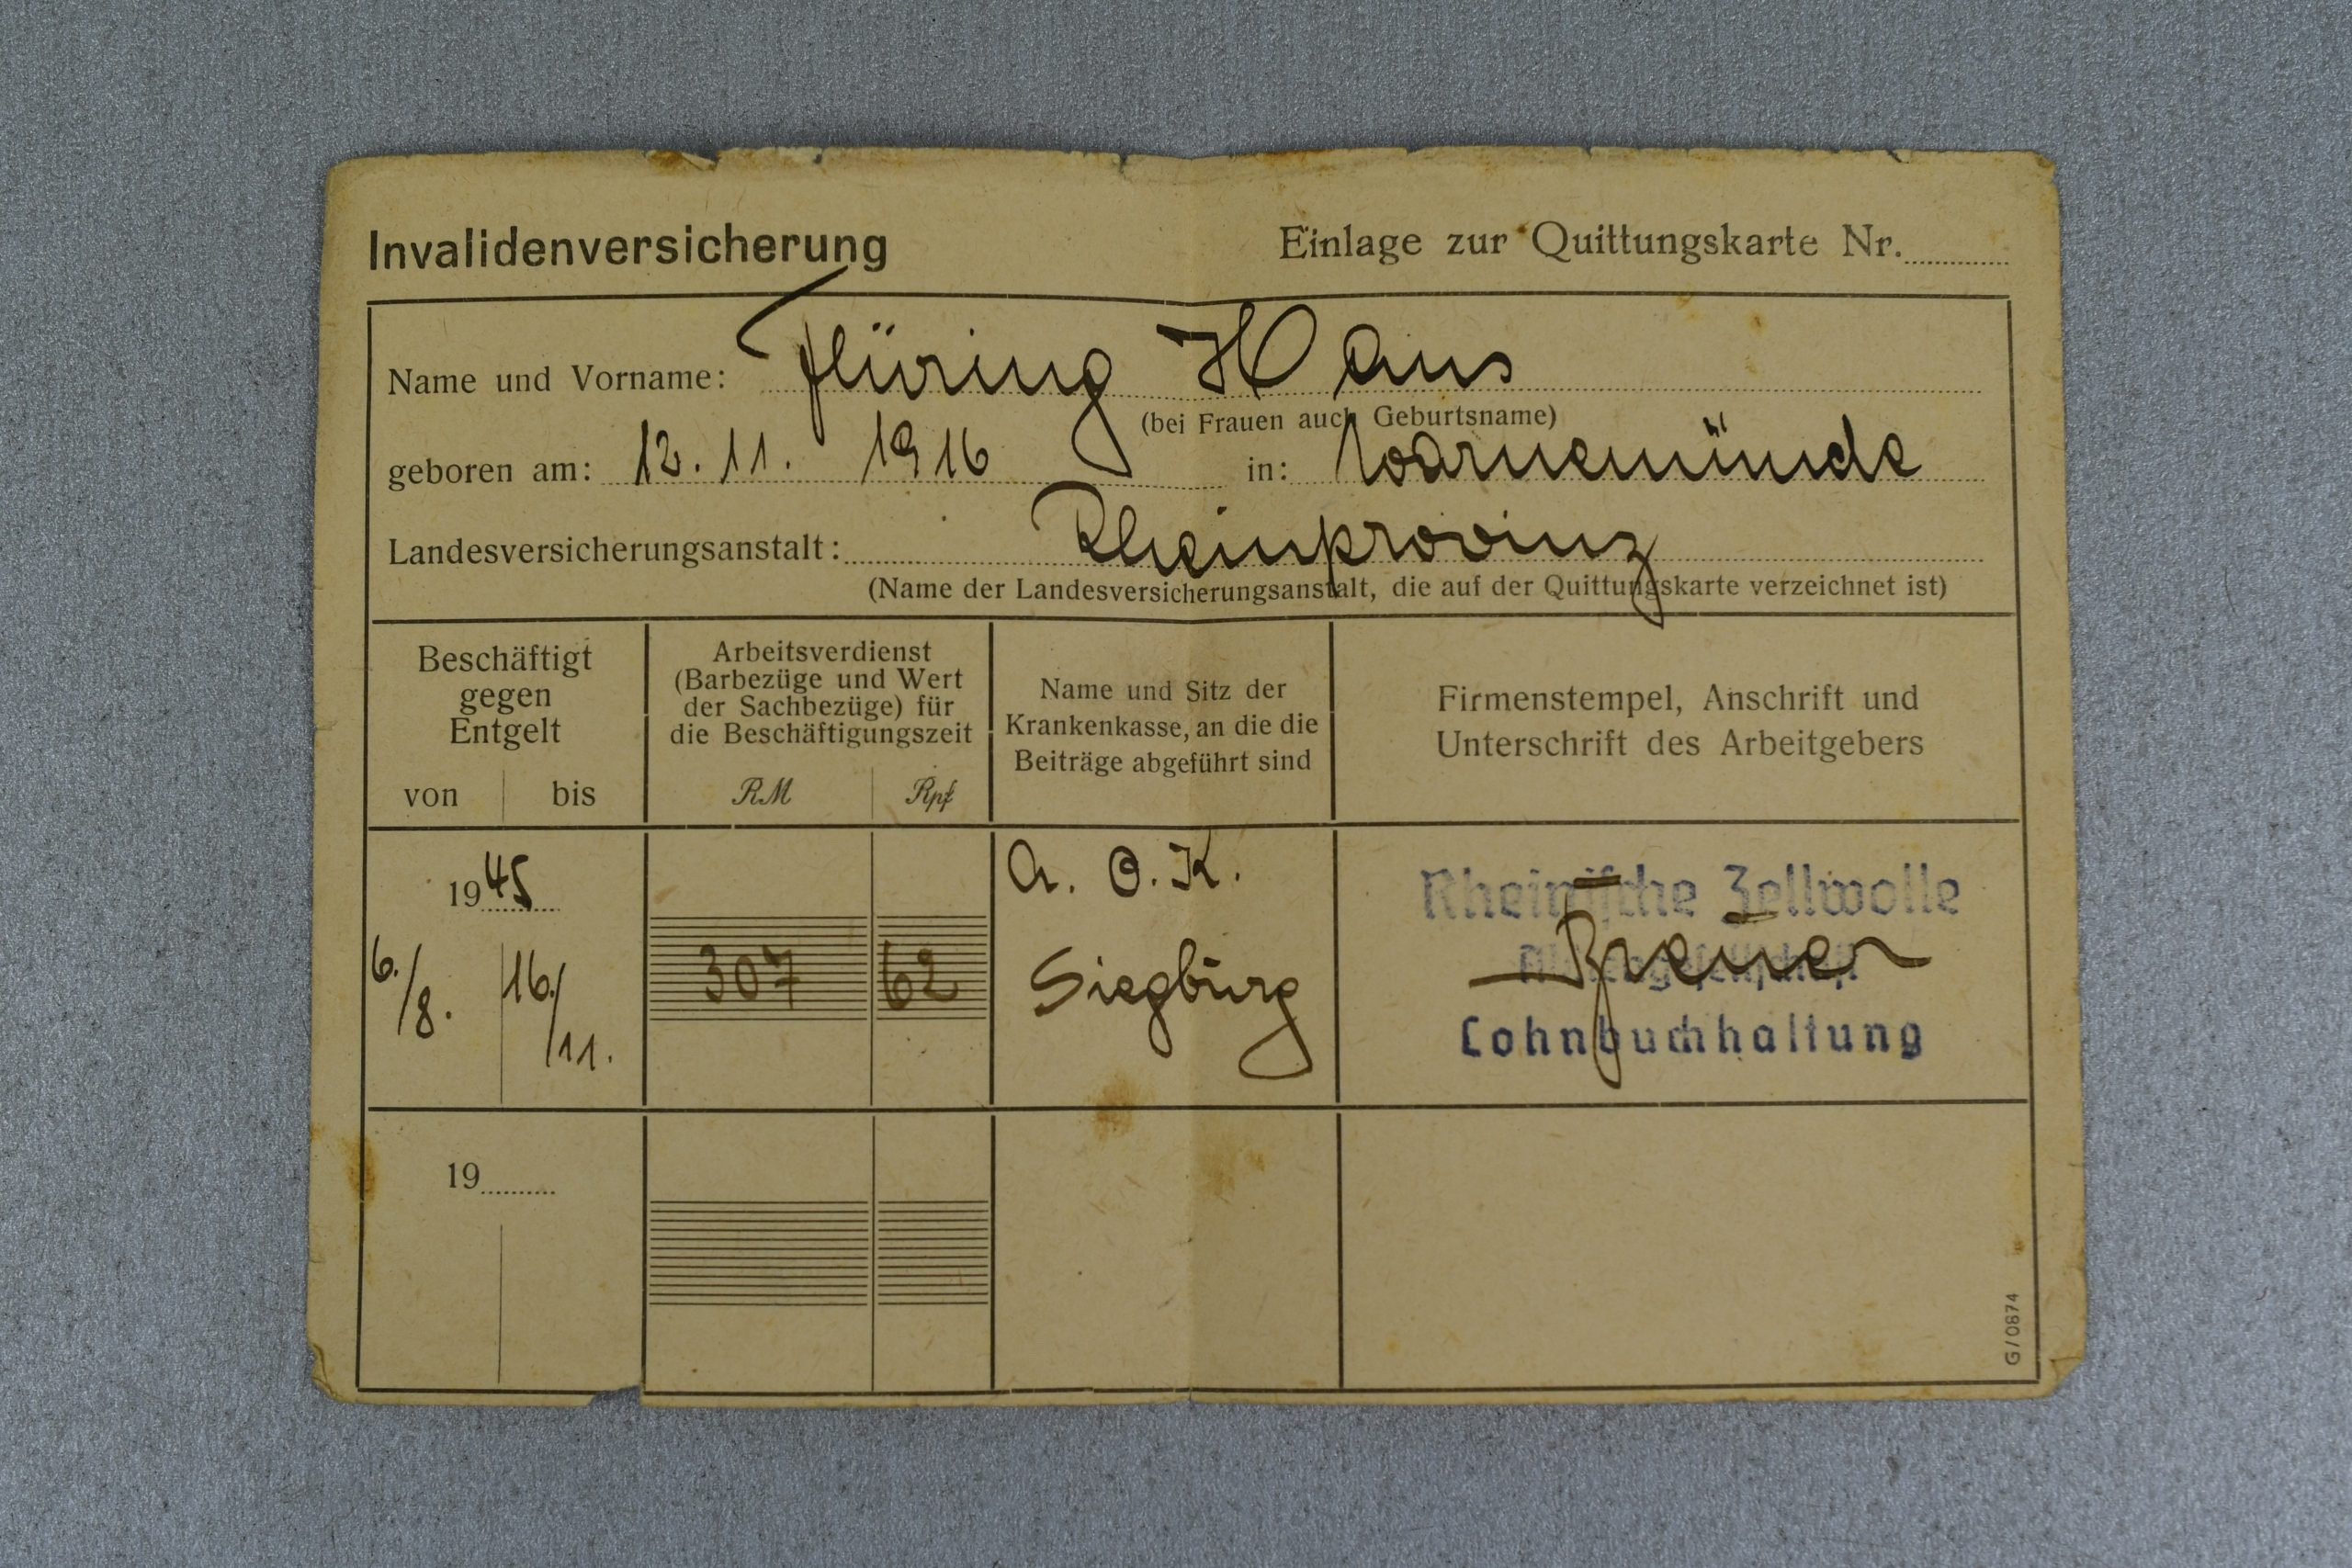 Invalidenversicherung
Einlage zur Quittungskarte Nr.
Name und Vorname: Flüring Hans
(bei Frauen auch Geburtsname)
geboren am: 12. 11. 1916 in: Warnemünde
Landesversicherungsanstalt: Rheinprovinz
(Name der Landesversicherungsanstalt, die auf der Quittungskarte verzeichnet ist)
Beschäftigt
gegen
Entgelt
von bis
Arbeitsverdienst
(Barbezüge und Wert
der Sachbezüge) für
die Beschäftigungszeit
RM Rpf
Name und Sitz der
Krankenkasse, an die die
Beiträge abgeführt sind
Firmenstempel, Anschrift und
Unterschrift des Arbeitgebers
1945
6./8. 16./11.
307 62
A. O. K.
Siegburg
Rheinische Zellwolle
Lohnbuchhaltung
19
G/0874